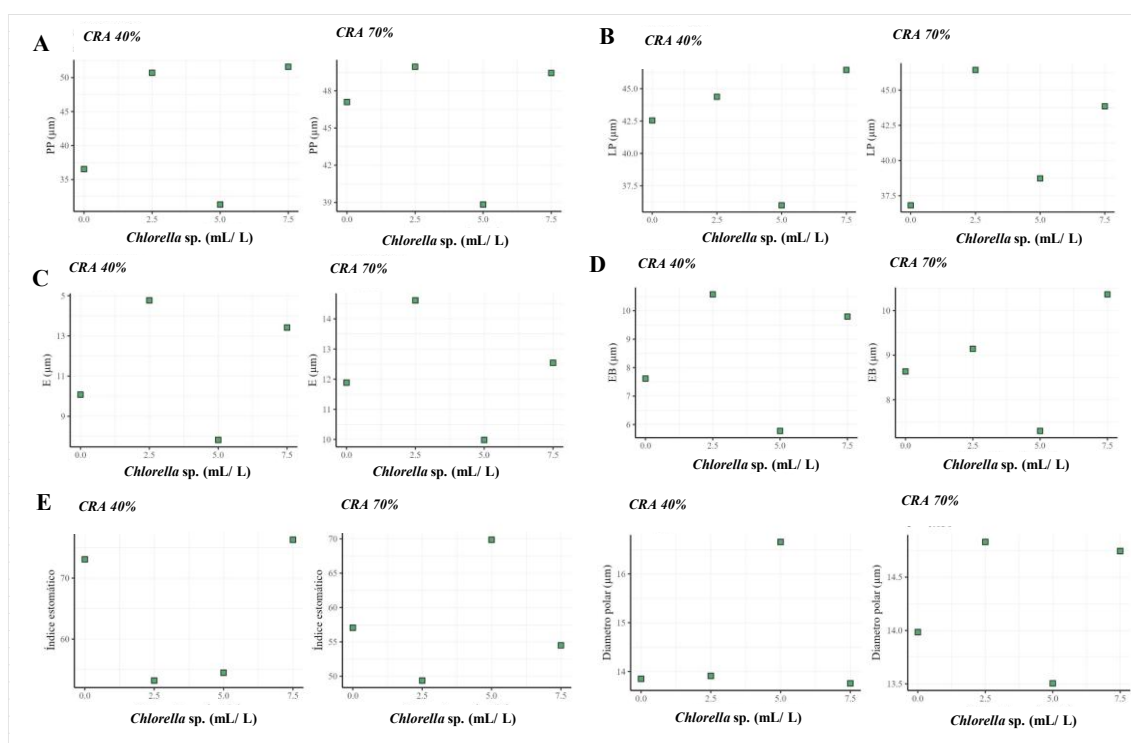 A
CRA 40%
CRA 70%
B
CRA 40%
CRA 70%
PP (μm)
50
45
40
35
0.0 2.5 5.0 7.5
Chlorella sp. (mL/ L)
PP (μm)
48
45
42
39
0.0 2.5 5.0 7.5
Chlorella sp. (mL/ L)
LP (μm)
45.0
42.5
40.0
37.5
0.0 2.5 5.0 7.5
Chlorella sp. (mL/ L)
LP (μm)
45.0
42.5
40.0
37.5
0.0 2.5 5.0 7.5
Chlorella sp. (mL/ L)
C
CRA 40%
CRA 70%
D
CRA 40%
CRA 70%
E (μm)
5
13
11
9
0.0 2.5 5.0 7.5
Chlorella sp. (mL/ L)
E (μm)
14
13
12
11
10
0.0 2.5 5.0 7.5
Chlorella sp. (mL/ L)
EB (μm)
10
9
8
7
6
0.0 2.5 5.0 7.5
Chlorella sp. (mL/ L)
EB (μm)
10
9
8
0.0 2.5 5.0 7.5
Chlorella sp. (mL/ L)
E
CRA 40%
CRA 70%
CRA 40%
CRA 70%
Índice estomático
70
60
0.0 2.5 5.0 7.5
Chlorella sp. (mL/ L)
Índice estomático
70
65
60
55
50
0.0 2.5 5.0 7.5
Chlorella sp. (mL/ L)
Diametro polar (μm)
16
15
14
0.0 2.5 5.0 7.5
Chlorella sp. (mL/ L)
Diametro polar (μm)
14.5
14.0
13.5
0.0 2.5 5.0 7.5
Chlorella sp. (mL/ L)